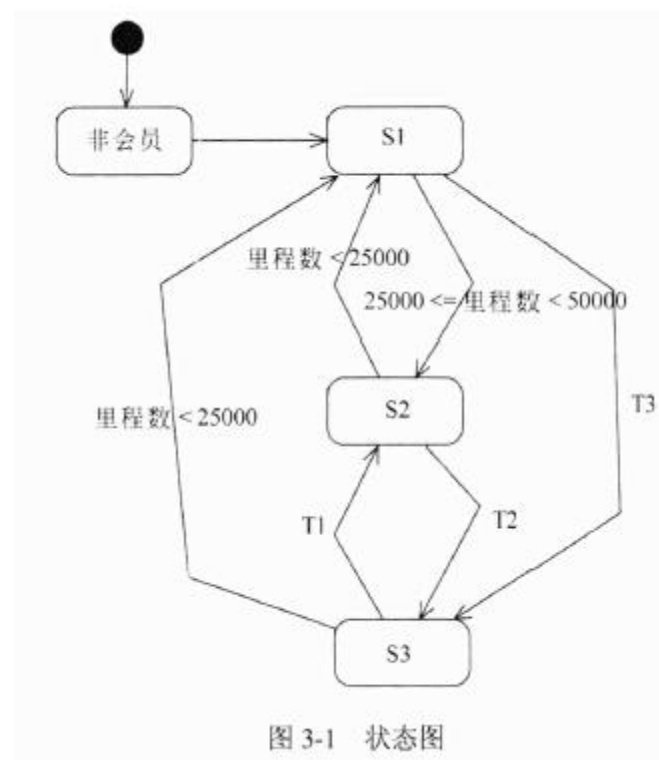 非会员
S1
里程数 < 25000
25000 <= 里程数 < 50000
S2
里程数 < 25000
T3
T1
T2
S3
图 3-1 状态图